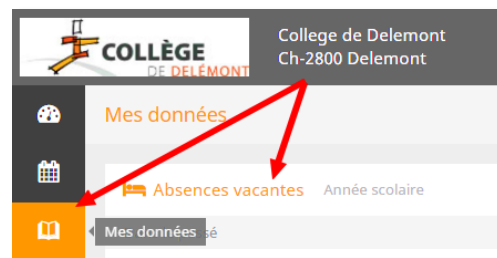 COLLÈGE
DE DELÉMONT
College de Delemont
Ch-2800 Delemont
Mes données
Absences vacantes Année scolaire
Mes données